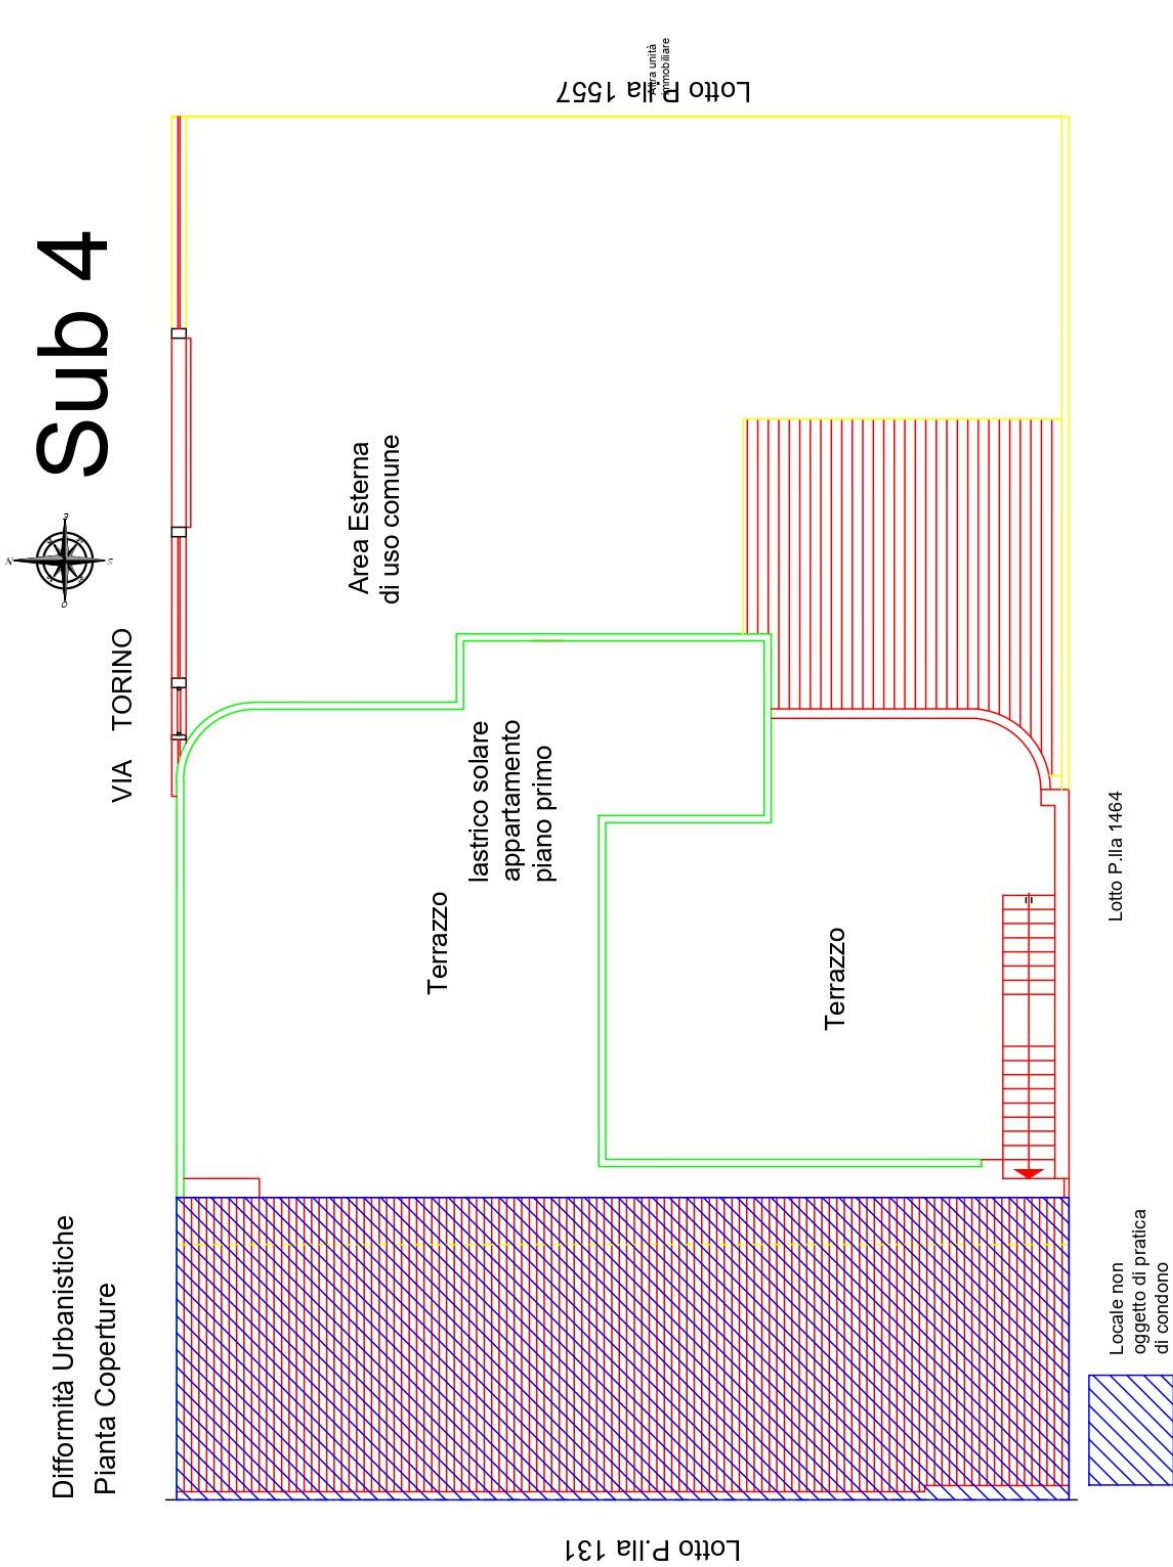 Difformità Urbanistiche
Pianta Coperture
Sub 4
N
E
S
O
VIA TORINO
Area Esterna
di uso comune
lastrico solare
appartamento
piano primo
Terrazzo
Terrazzo
Lotto P.lla 131
Lotto P.lla 1557
Altra unità
immobiliare
Lotto P.lla 1464
Locale non
oggetto di pratica
di condono